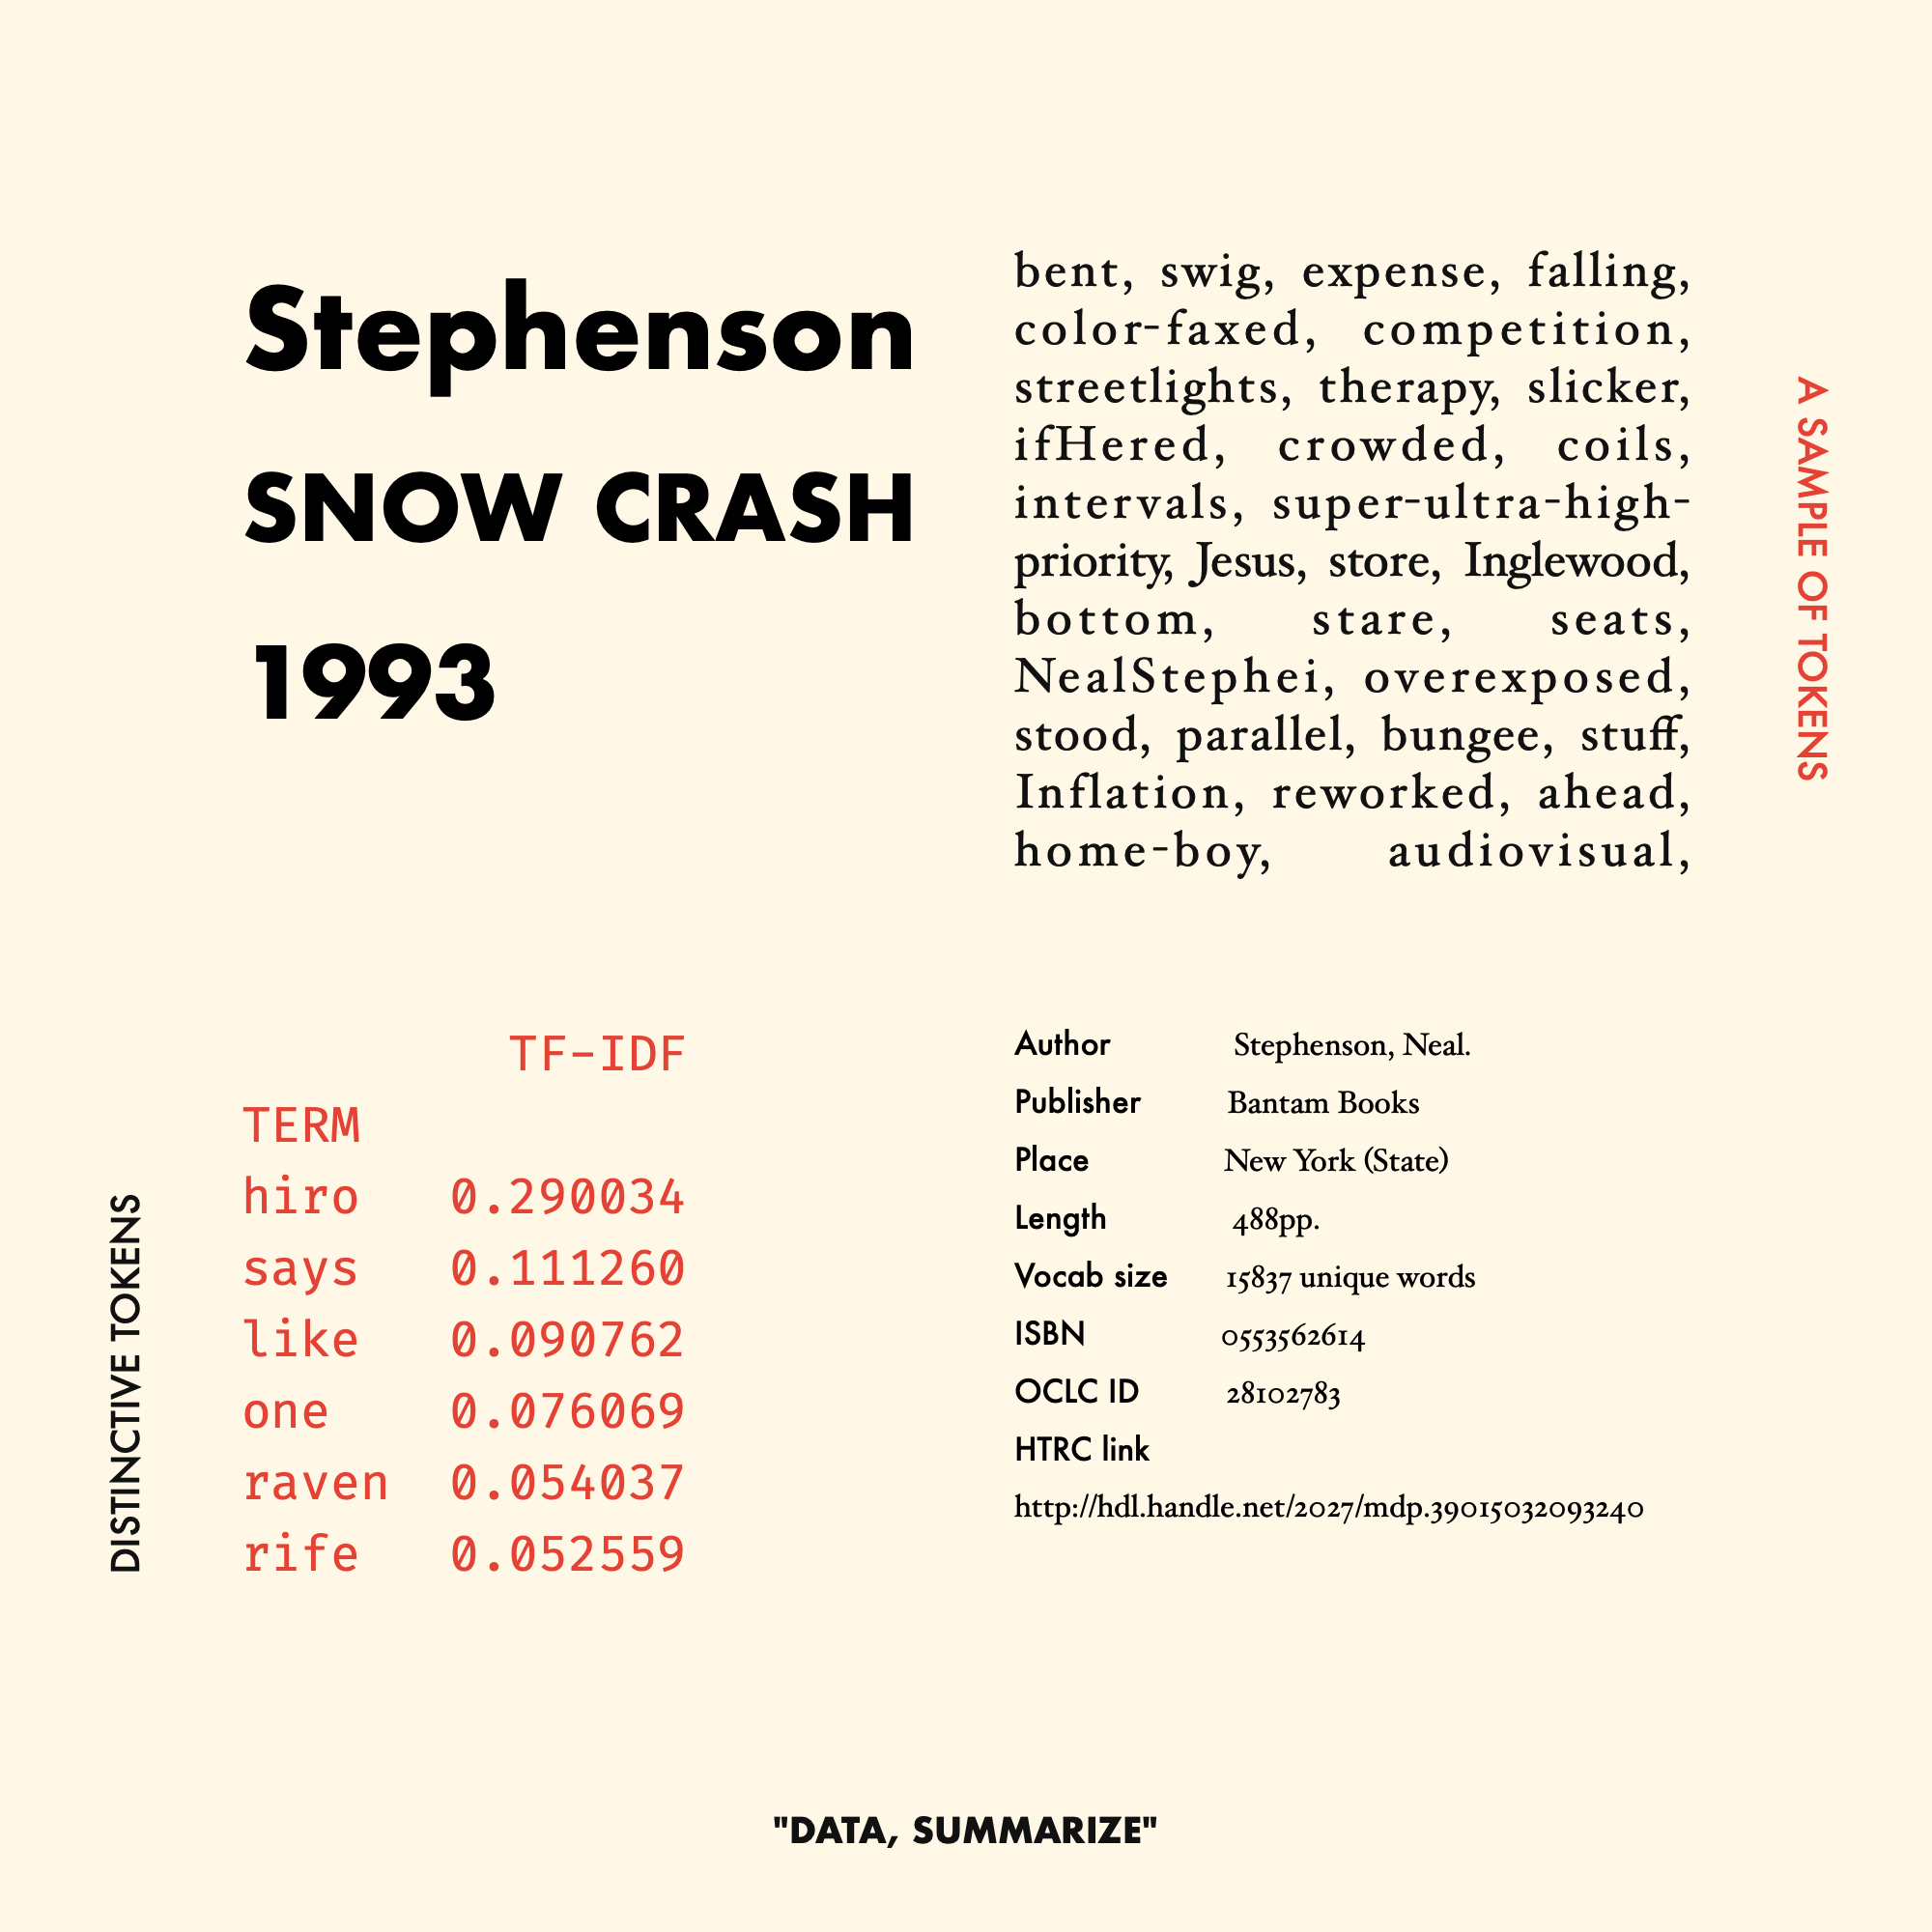 Stephenson
SNOW CRASH
1993
bent, swig, expense, falling,
color-faxed, competition,
streetlights, therapy, slicker,
ifHered, crowded, coils,
intervals, super-ultra-high-
priority, Jesus, store, Inglewood,
bottom, stare, seats,
NealStephei, overexposed,
stood, parallel, bungee, stuff,
Inflation, reworked, ahead,
home-boy, audiovisual,
A SAMPLE OF TOKENS
DISTINCTIVE TOKENS
TF-IDF
TERM
hiro 0.290034
says 0.111260
like 0.090762
one 0.076069
raven 0.054037
rife 0.052559
Author Stephenson, Neal.
Publisher Bantam Books
Place New York (State)
Length 488pp.
Vocab size 15837 unique words
ISBN 0553562614
OCLC ID 28102783
HTRC link
http://hdl.handle.net/2027/mdp.39015032093240
"DATA, SUMMARIZE"